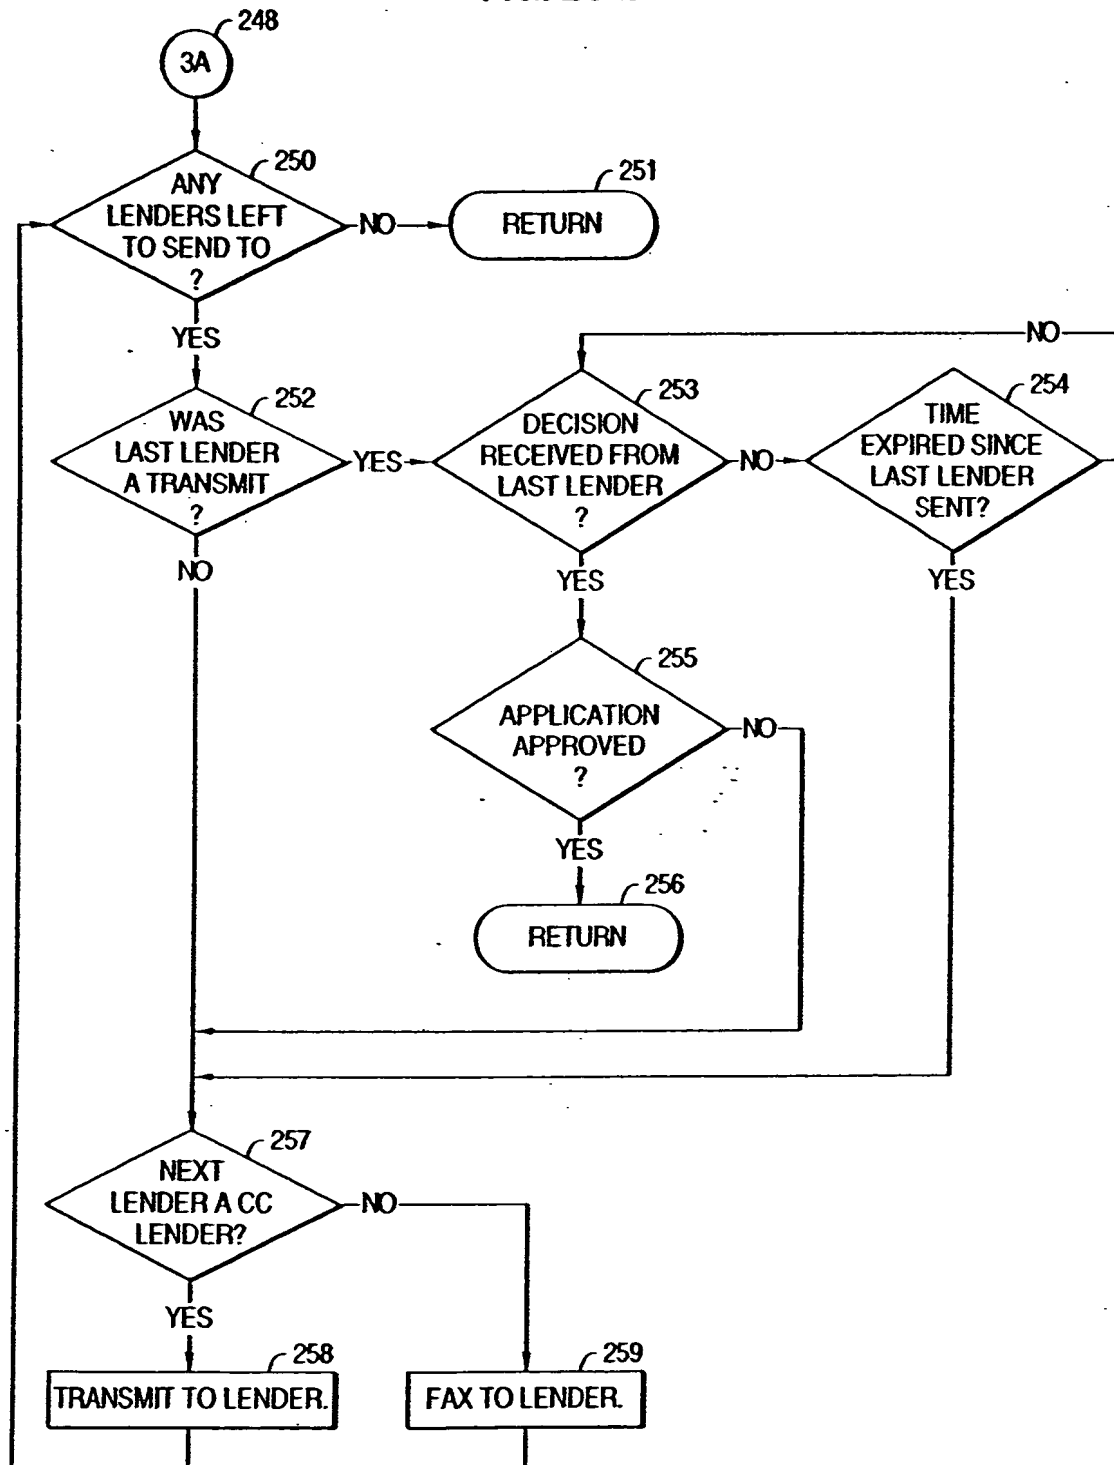 248
3A
250
ANY
LENDERS LEFT
TO SEND TO
?
NO
251
RETURN
YES
NO
252
WAS
LAST LENDER
A TRANSMIT
?
YES
253
DECISION
RECEIVED FROM
LAST LENDER
?
NO
254
TIME
EXPIRED SINCE
LAST LENDER
SENT?
NO
YES
YES
255
APPLICATION
APPROVED
?
NO
YES
256
RETURN
257
NEXT
LENDER A CC
LENDER?
NO
YES
258
TRANSMIT TO LENDER.
259
FAX TO LENDER.